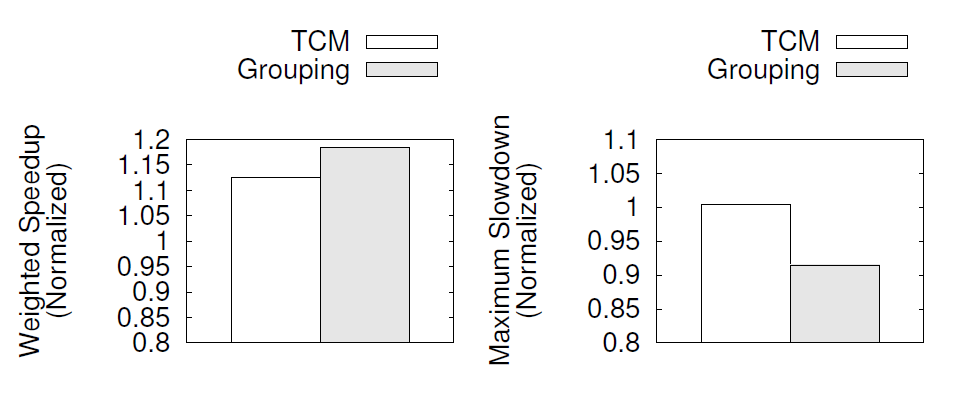 TCM
Grouping
Weighted Speedup
(Normalized)
1.2
1.15
1.1
1.05
1
0.95
0.9
0.85
0.8
TCM
Grouping
Maximum Slowdown
(Normalized)
1.1
1.05
1
0.95
0.9
0.85
0.8